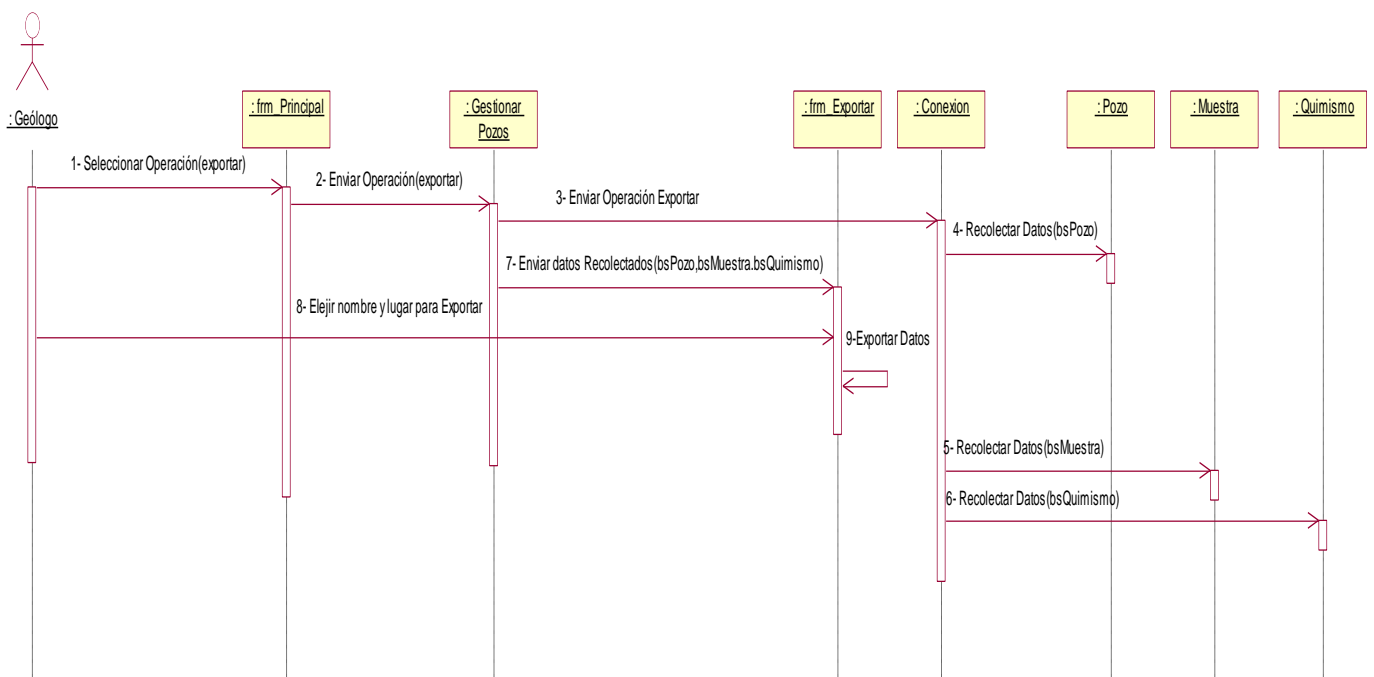 : Geólogo
: frm_Principal
: Gestionar
Pozos
: frm_Exportar
: Conexion
: Pozo
: Muestra
: Quimismo
1- Seleccionar Operación(exportar)
2- Enviar Operación(exportar)
3- Enviar Operación Exportar
4- Recolectar Datos(bsPozo)
7- Enviar datos Recolectados(bsPozo,bsMuestra.bsQuimismo)
8- Elejir nombre y lugar para Exportar
9-Exportar Datos
5- Recolectar Datos(bsMuestra)
6- Recolectar Datos(bsQuimismo)